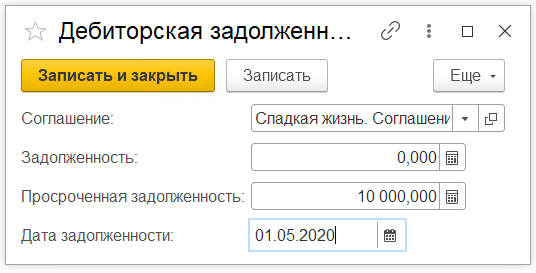 Дебиторская задолженн...
Записать и закрыть Записать Еще
Соглашение: Сладкая жизнь. Соглашени
Задолженность: 0,000
Просроченная задолженность: 10 000,000
Дата задолженности: 01.05.2020